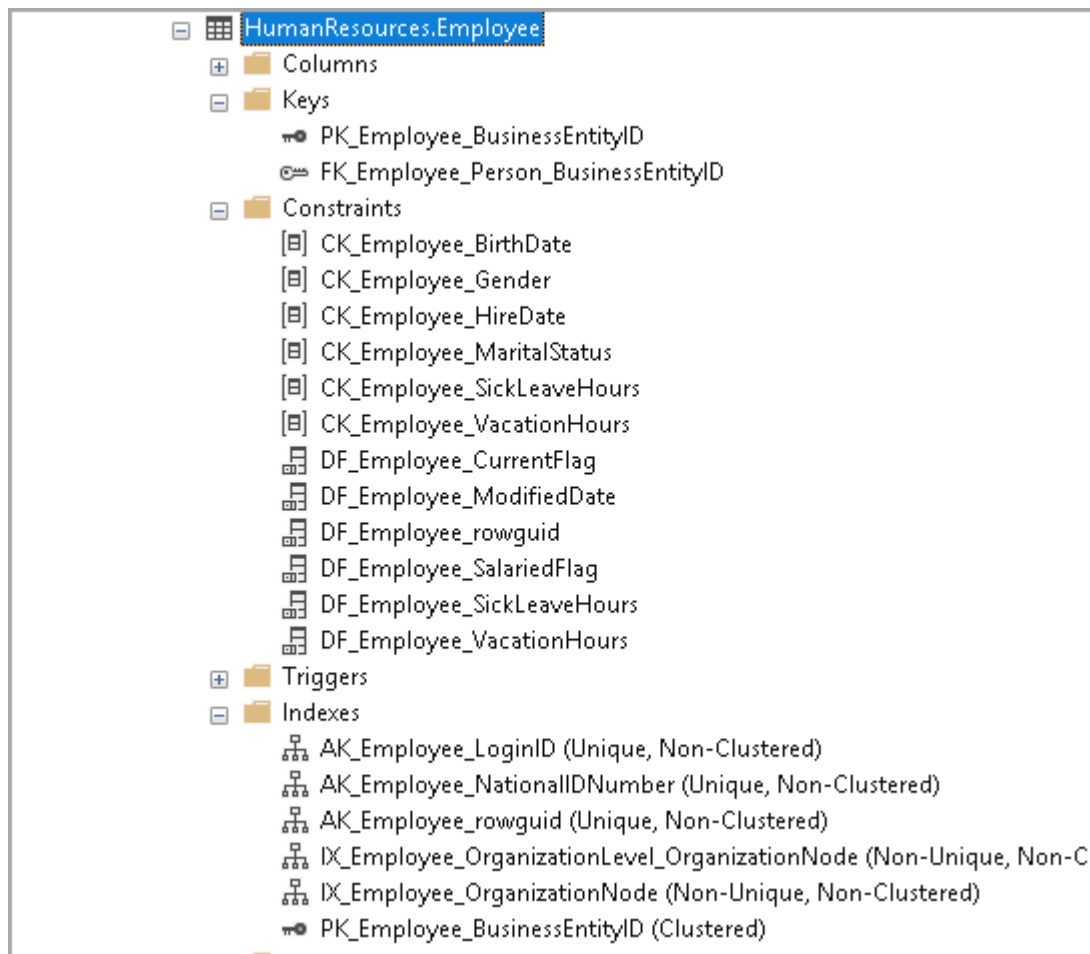 HumanResources.Employee
Columns
Keys
PK_Employee_BusinessEntityID
FK_Employee_Person_BusinessEntityID
Constraints
CK_Employee_BirthDate
CK_Employee_Gender
CK_Employee_HireDate
CK_Employee_MaritalStatus
CK_Employee_SickLeaveHours
CK_Employee_VacationHours
DF_Employee_CurrentFlag
DF_Employee_ModifiedDate
DF_Employee_rowguid
DF_Employee_SalariedFlag
DF_Employee_SickLeaveHours
DF_Employee_VacationHours
Triggers
Indexes
AK_Employee_LoginID (Unique, Non-Clustered)
AK_Employee_NationalIDNumber (Unique, Non-Clustered)
AK_Employee_rowguid (Unique, Non-Clustered)
IX_Employee_OrganizationLevel_OrganizationNode (Non-Unique, Non-C
IX_Employee_OrganizationNode (Non-Unique, Non-Clustered)
PK_Employee_BusinessEntityID (Clustered)